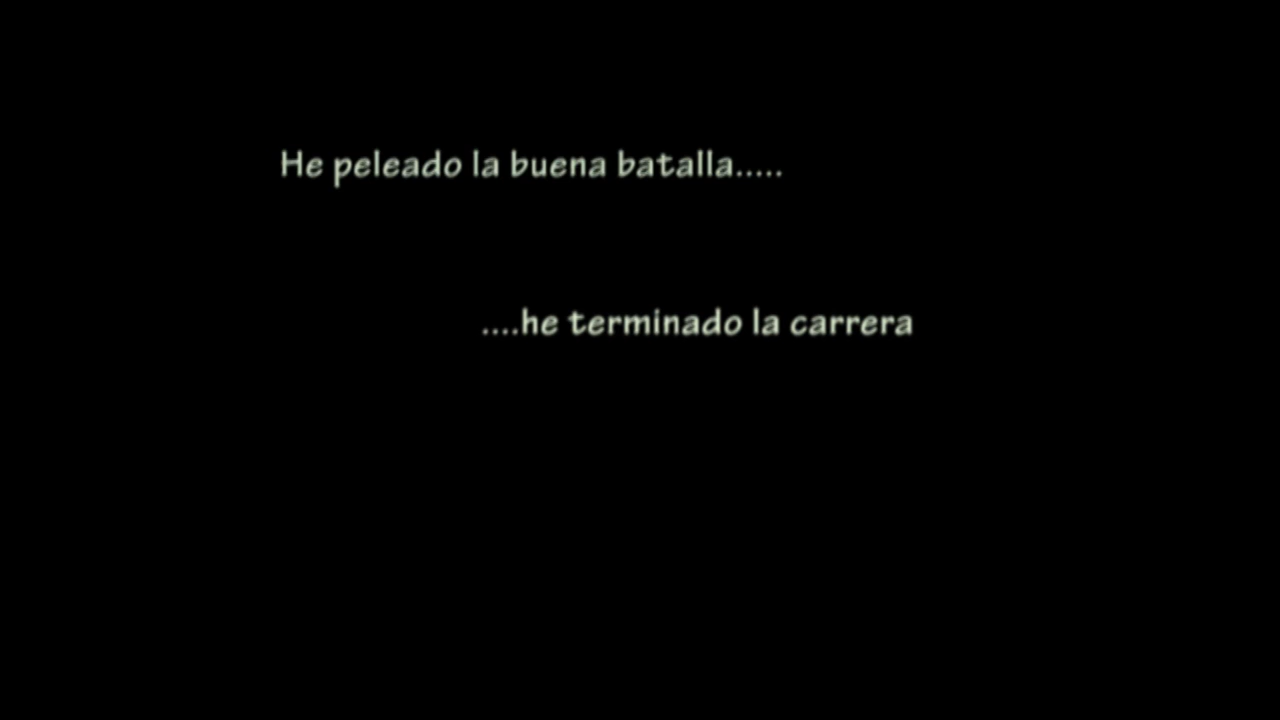 He peleado la buena batalla.....
....he terminado la carrera